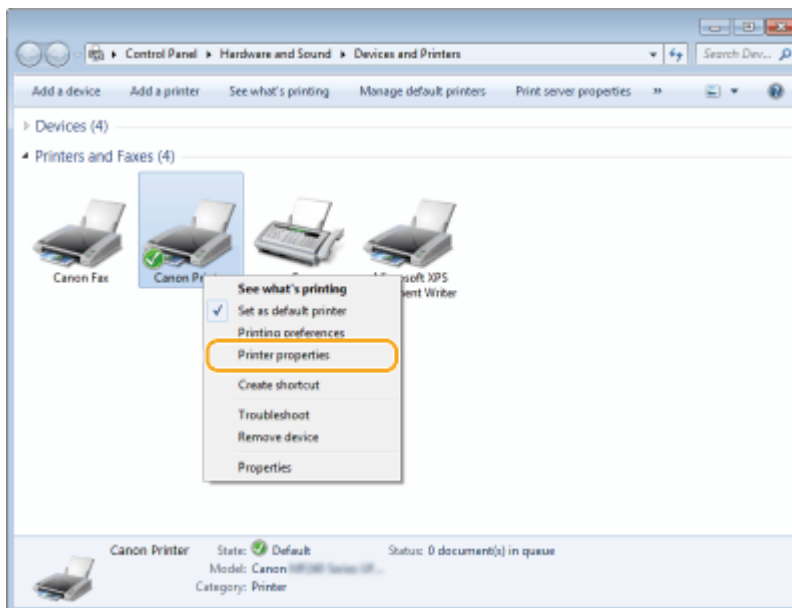 Control Panel ▸ Hardware and Sound ▸ Devices and Printers
Search Dev...
Add a device Add a printer See what's printing Manage default printers Print server properties »
Devices (4)
Printers and Faxes (4)
Canon Fax
Canon
soft XPS
ent Writer
See what's printing
Set as default printer
Printing preferences
Printer properties
Create shortcut
Troubleshoot
Remove device
Properties
Canon Printer State: Default Status: 0 document(s) in queue
Model: Canon
Category: Printer